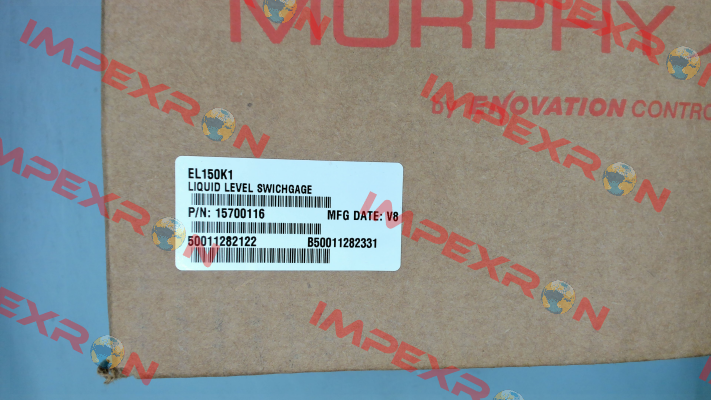 MURPHY
by ENOVATION CONTRO
EL150K1
LIQUID LEVEL SWICHGAGE
P/N: 15700116 MFG DATE: V8
50011282122 B50011282331
IMPEXRON
IMPEXRON
IMPEXRON
IMPEXRON
IMPEXRON
IMPEXRON